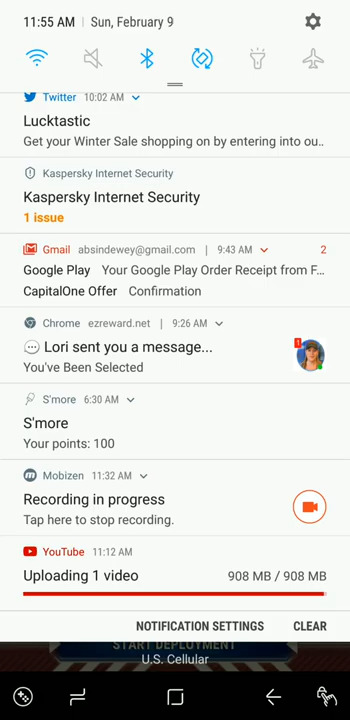 11:55 AM | Sun, February 9
Twitter 10:02 AM
Lucktastic
Get your Winter Sale shopping on by entering into ou..
Kaspersky Internet Security
Kaspersky Internet Security
1 issue
Gmail absindewey@gmail.com | 9:43 AM 2
Google Play Your Google Play Order Receipt from F...
CapitalOne Offer Confirmation
Chrome ezreward.net | 9:26 AM
💬 Lori sent you a message...
You've Been Selected
1
S'more 6:30 AM
S'more
Your points: 100
Mobizen 11:32 AM
Recording in progress
Tap here to stop recording.
YouTube 11:12 AM
Uploading 1 video 908 MB / 908 MB
NOTIFICATION SETTINGS CLEAR
START DEPLOYMENT
U.S. Cellular